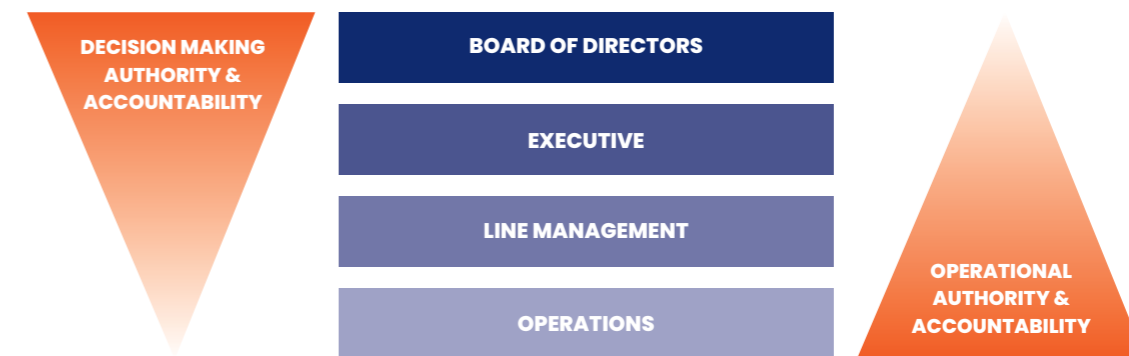 DECISION MAKING
AUTHORITY &
ACCOUNTABILITY
BOARD OF DIRECTORS
EXECUTIVE
LINE MANAGEMENT
OPERATIONS
OPERATIONAL
AUTHORITY &
ACCOUNTABILITY